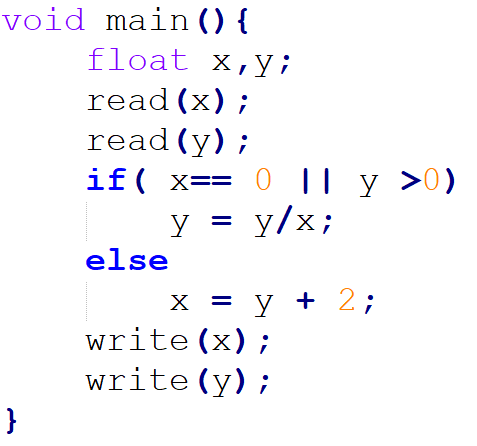 void main(){
float x,y;
read(x);
read(y);
if( x== 0 || y >0)
y = y/x;
else
x = y + 2;
write(x);
write(y);
}